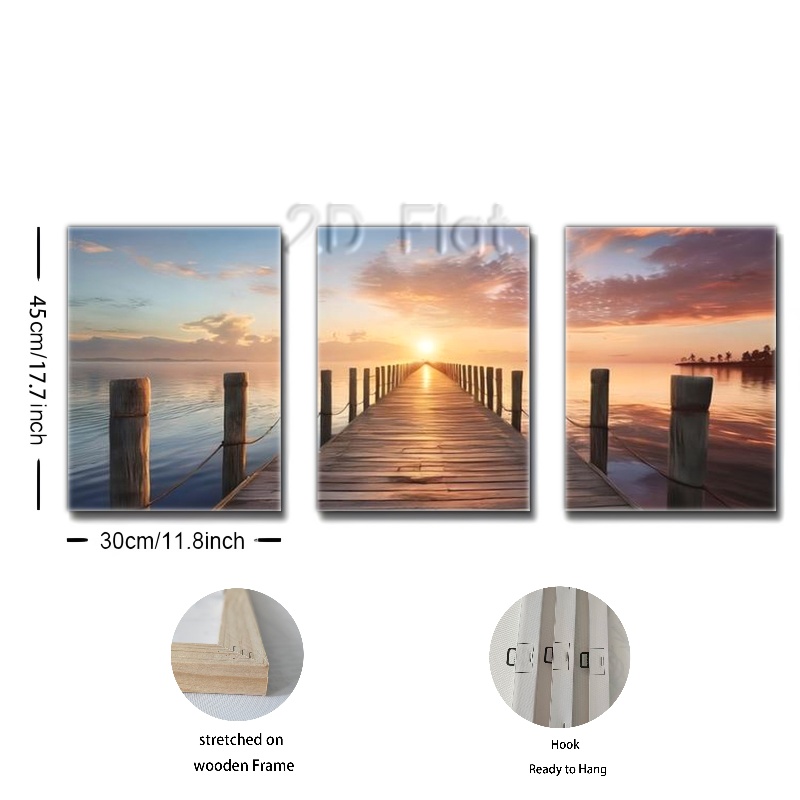 2D Flat
45cm/17.7inch
30cm/11.8inch
stretched on
wooden Frame
Hook
Ready to Hang